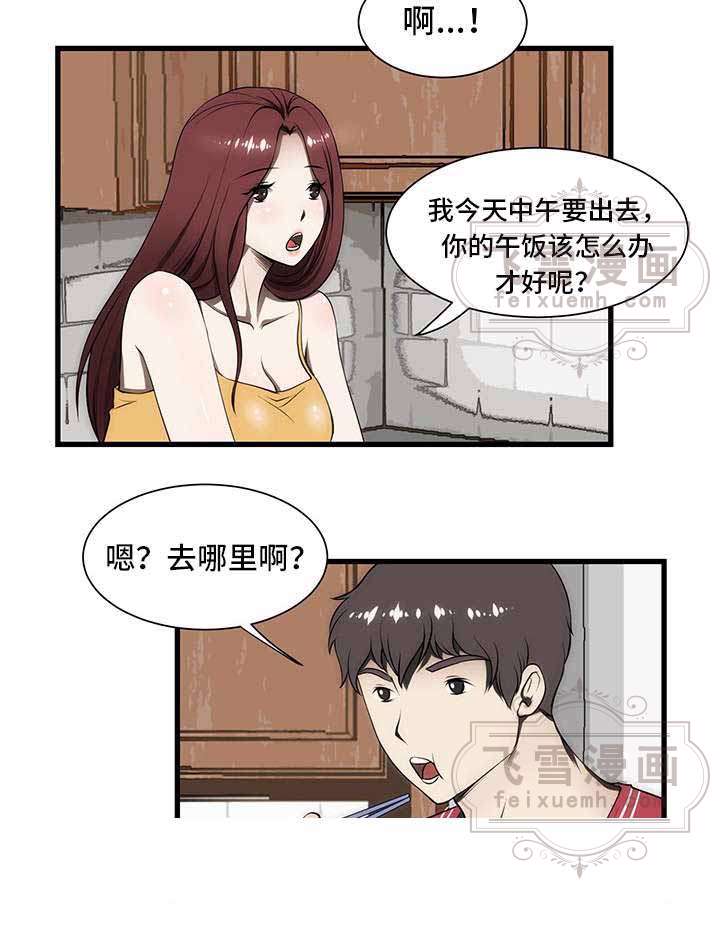 啊...！
我今天中午要出去，
你的午饭该怎么办
才好呢？
飞雪漫画
feixuemh.com
嗯？去哪里啊？
飞雪漫画
feixuemh.com